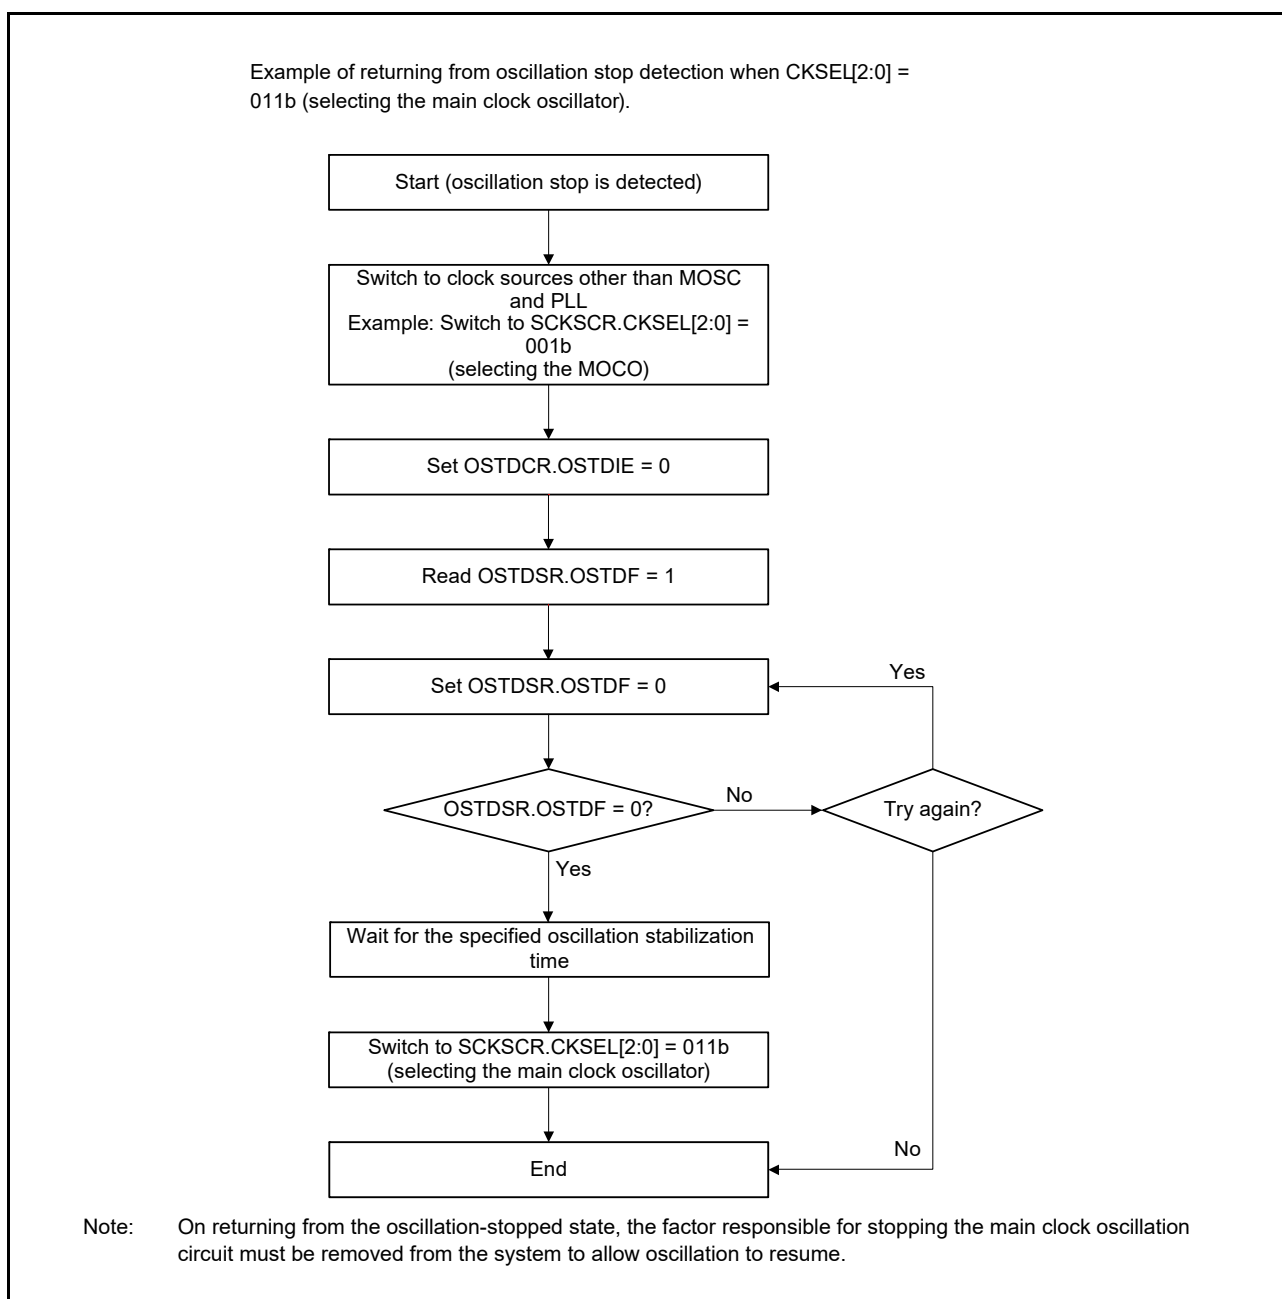 Example of returning from oscillation stop detection when CKSEL[2:0] =
011b (selecting the main clock oscillator).
Start (oscillation stop is detected)
Switch to clock sources other than MOSC
and PLL
Example: Switch to SCKSCR.CKSEL[2:0] =
001b
(selecting the MOCO)
Set OSTDCR.OSTDIE = 0
Read OSTDSR.OSTDF = 1
Set OSTDSR.OSTDF = 0
Yes
OSTDSR.OSTDF = 0?
No
Try again?
Yes
Wait for the specified oscillation stabilization
time
Switch to SCKSCR.CKSEL[2:0] = 011b
(selecting the main clock oscillator)
No
End
Note: On returning from the oscillation-stopped state, the factor responsible for stopping the main clock oscillation
circuit must be removed from the system to allow oscillation to resume.